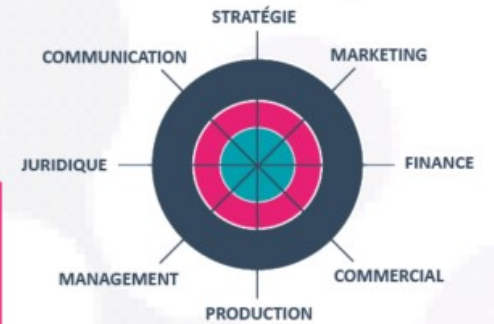 STRATÉGIE
COMMUNICATION
MARKETING
JURIDIQUE
FINANCE
MANAGEMENT
COMMERCIAL
PRODUCTION